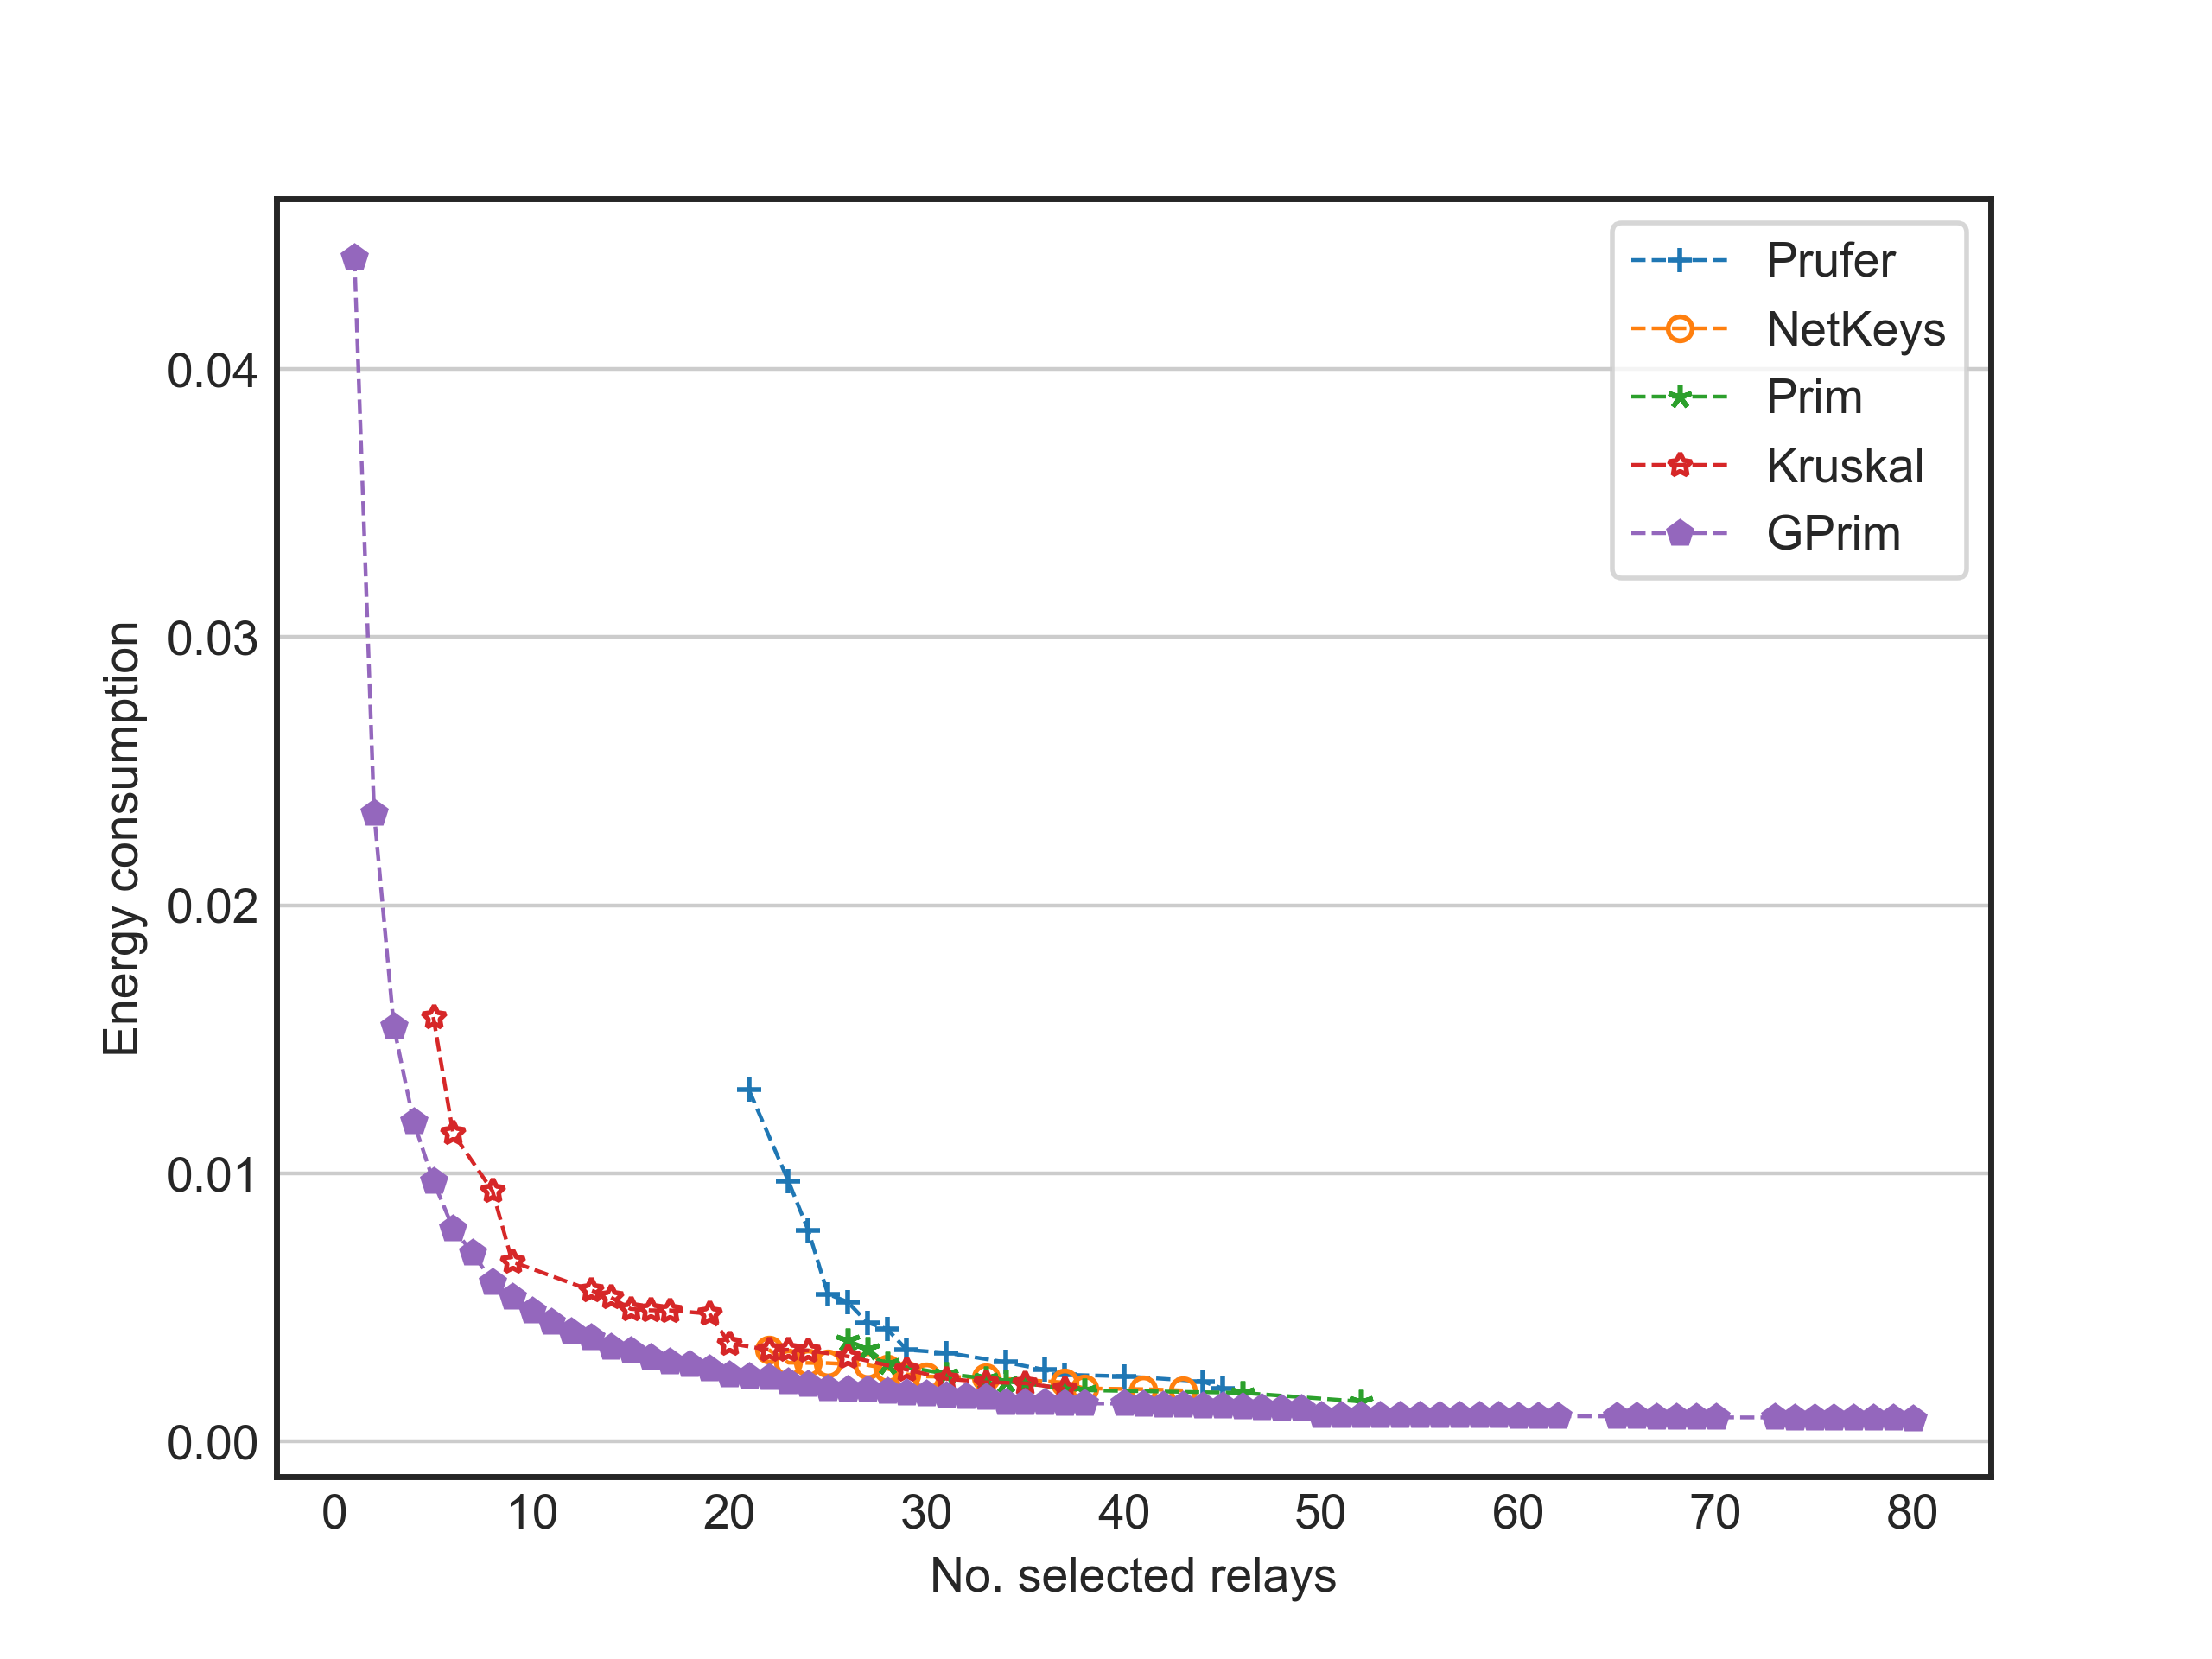 Prufer
NetKeys
Prim
Kruskal
GPrim
Energy consumption
0.04
0.03
0.02
0.01
0.00
0 10 20 30 40 50 60 70 80
No. selected relays